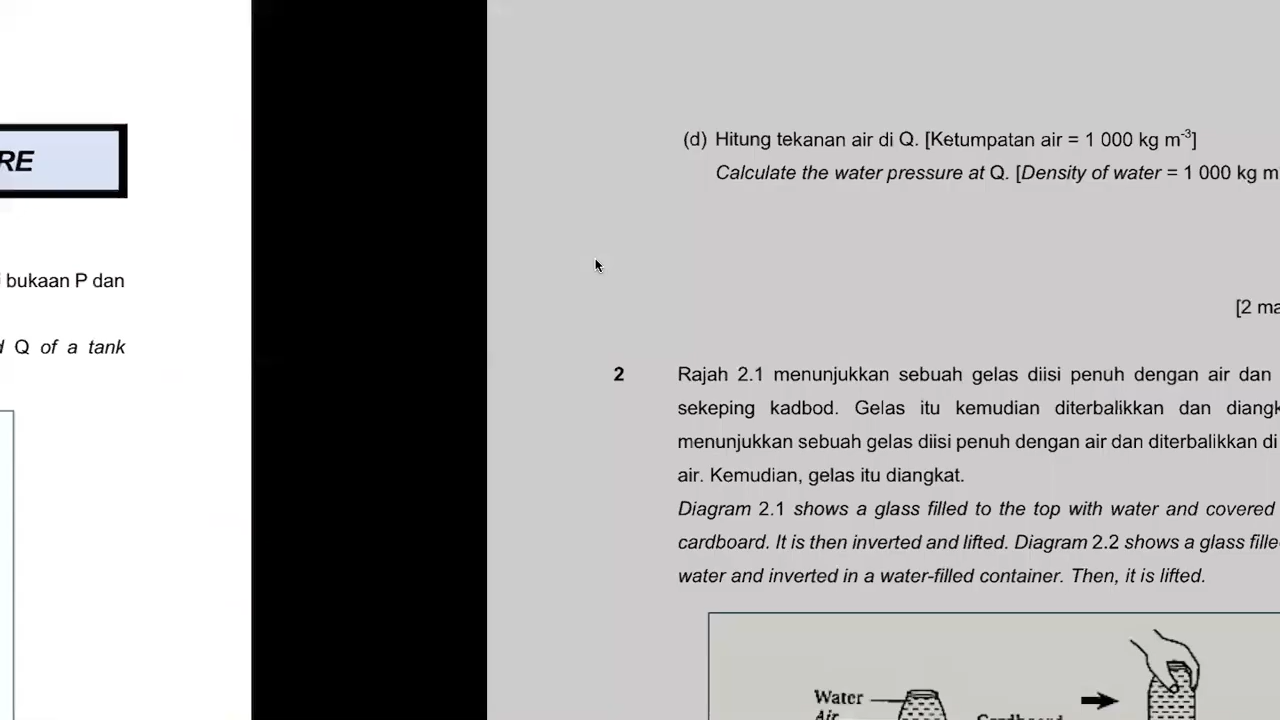 RE
bukaan P dan
Q of a tank
(d) Hitung tekanan air di Q. [Ketumpatan air = 1 000 kg m-3]
Calculate the water pressure at Q. [Density of water = 1 000 kg m
[2 ma
2 Rajah 2.1 menunjukkan sebuah gelas diisi penuh dengan air dan
sekeping kadbod. Gelas itu kemudian diterbalikkan dan diangk
menunjukkan sebuah gelas diisi penuh dengan air dan diterbalikkan di
air. Kemudian, gelas itu diangkat.
Diagram 2.1 shows a glass filled to the top with water and covered
cardboard. It is then inverted and lifted. Diagram 2.2 shows a glass fille
water and inverted in a water-filled container. Then, it is lifted.
Water
Air
Cardboard